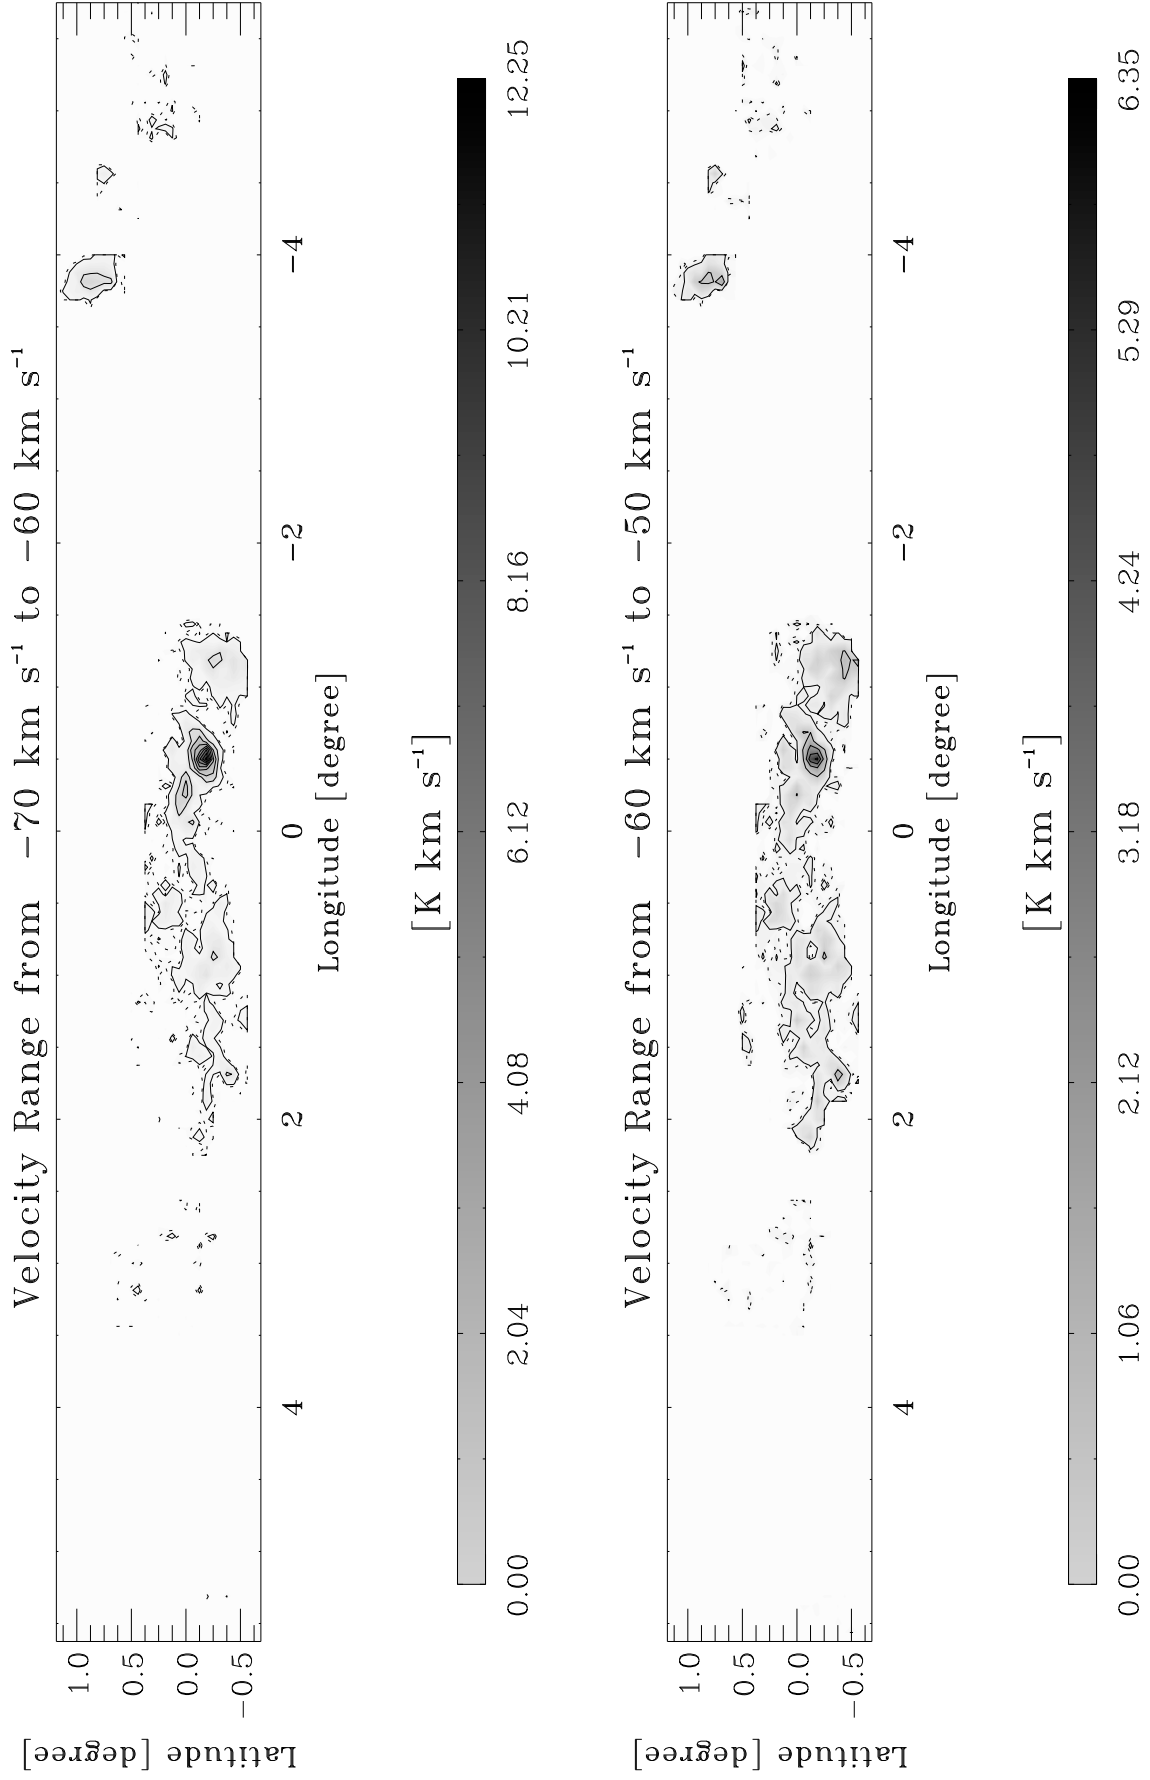 Velocity Range from −70 km s⁻¹ to −60 km s⁻¹
Latitude [degree]
1.0
0.5
0.0
−0.5
4 2 0 −2 −4
Longitude [degree]
[K km s⁻¹]
0.00 2.04 4.08 6.12 8.16 10.21 12.25
Velocity Range from −60 km s⁻¹ to −50 km s⁻¹
Latitude [degree]
1.0
0.5
0.0
−0.5
4 2 0 −2 −4
Longitude [degree]
[K km s⁻¹]
0.00 1.06 2.12 3.18 4.24 5.29 6.35